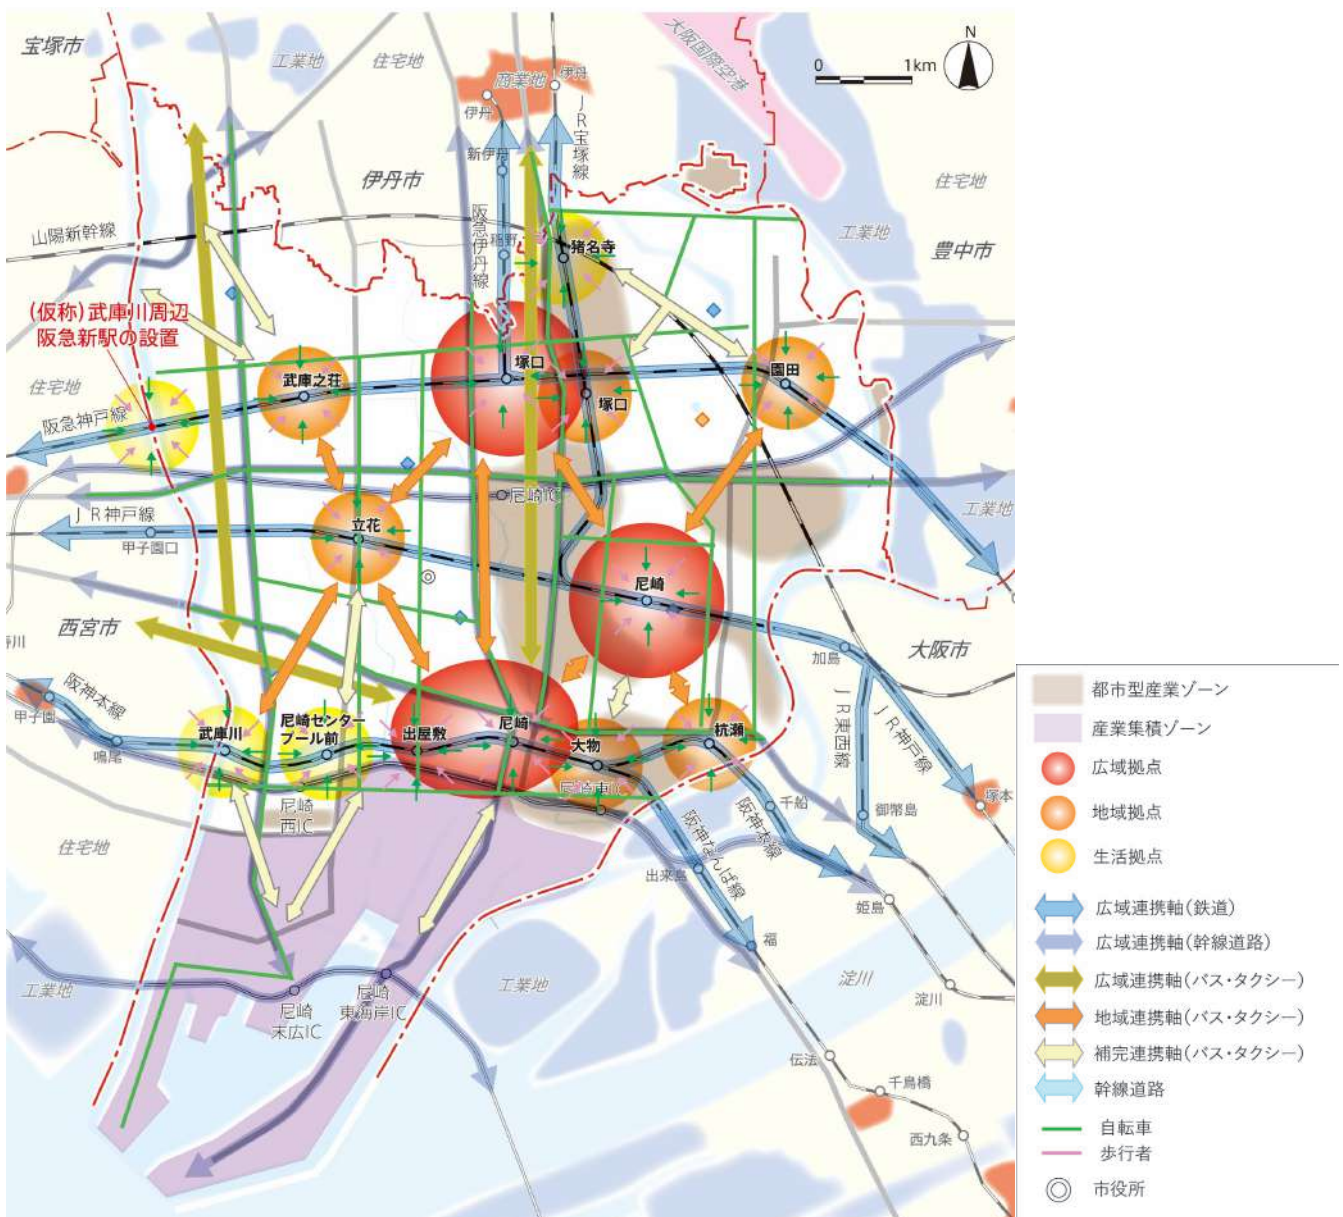 宝塚市
工業地
住宅地
商業地
伊丹
伊丹
大阪国際空港
0 1km
N
JR宝塚線
新伊丹
伊丹市
住宅地
阪急伊丹線
稲野
山陽新幹線
猪名寺
工業地
豊中市
(仮称)武庫川周辺
阪急新駅の設置
住宅地
武庫之荘
塚口
塚口
園田
阪急神戸線
尼崎IC
工業地
JR神戸線
甲子園口
立花
尼崎
西宮市
加島
大阪市
阪神本線
甲子園
鳴尾
武庫川
尼崎センター
プール前
出屋敷
尼崎
大物
杭瀬
JR東西線
JR神戸線
尼崎東IC
尼崎
西IC
千船
御幣島
塚本
住宅地
阪神なんば線
阪神本線
出来島
姫島
福
工業地
尼崎
末広IC
尼崎
東海岸IC
工業地
淀川
淀川
伝法
千鳥橋
西九条
都市型産業ゾーン
産業集積ゾーン
広域拠点
地域拠点
生活拠点
広域連携軸(鉄道)
広域連携軸(幹線道路)
広域連携軸(バス・タクシー)
地域連携軸(バス・タクシー)
補完連携軸(バス・タクシー)
幹線道路
自転車
歩行者
市役所